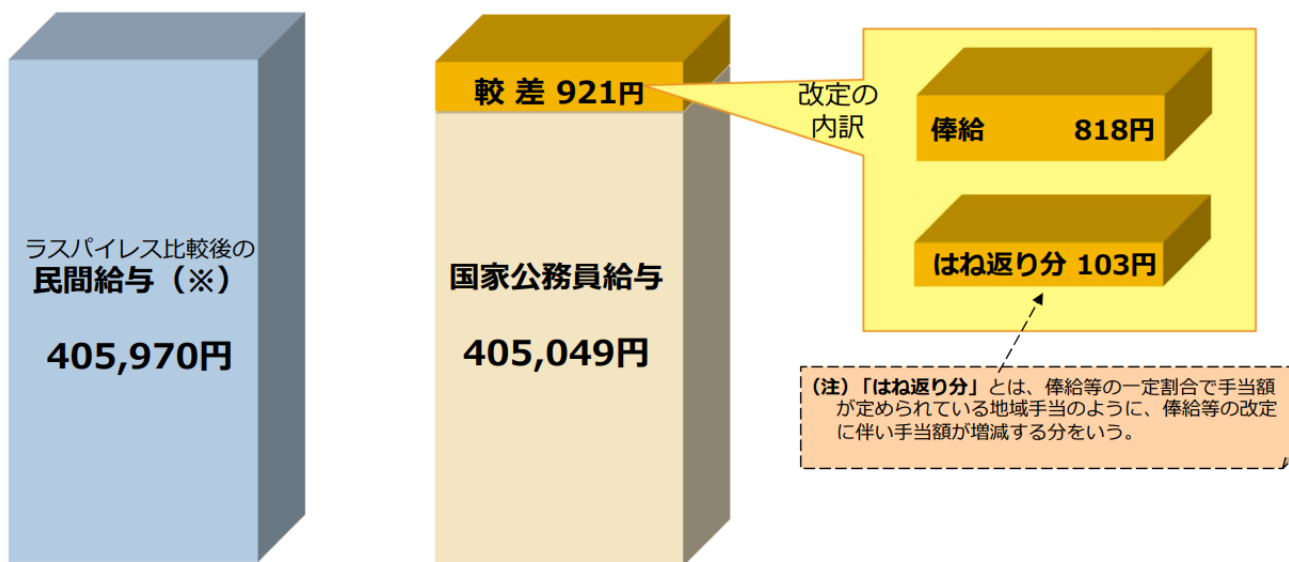 ラスパイレス比較後の
民間給与（※）
405,970円
較 差 921円
国家公務員給与
405,049円
改定の
内訳
俸給 818円
はね返り分 103円
（注）「はね返り分」とは、俸給等の一定割合で手当額
が定められている地域手当のように、俸給等の改定
に伴い手当額が増減する分をいう。